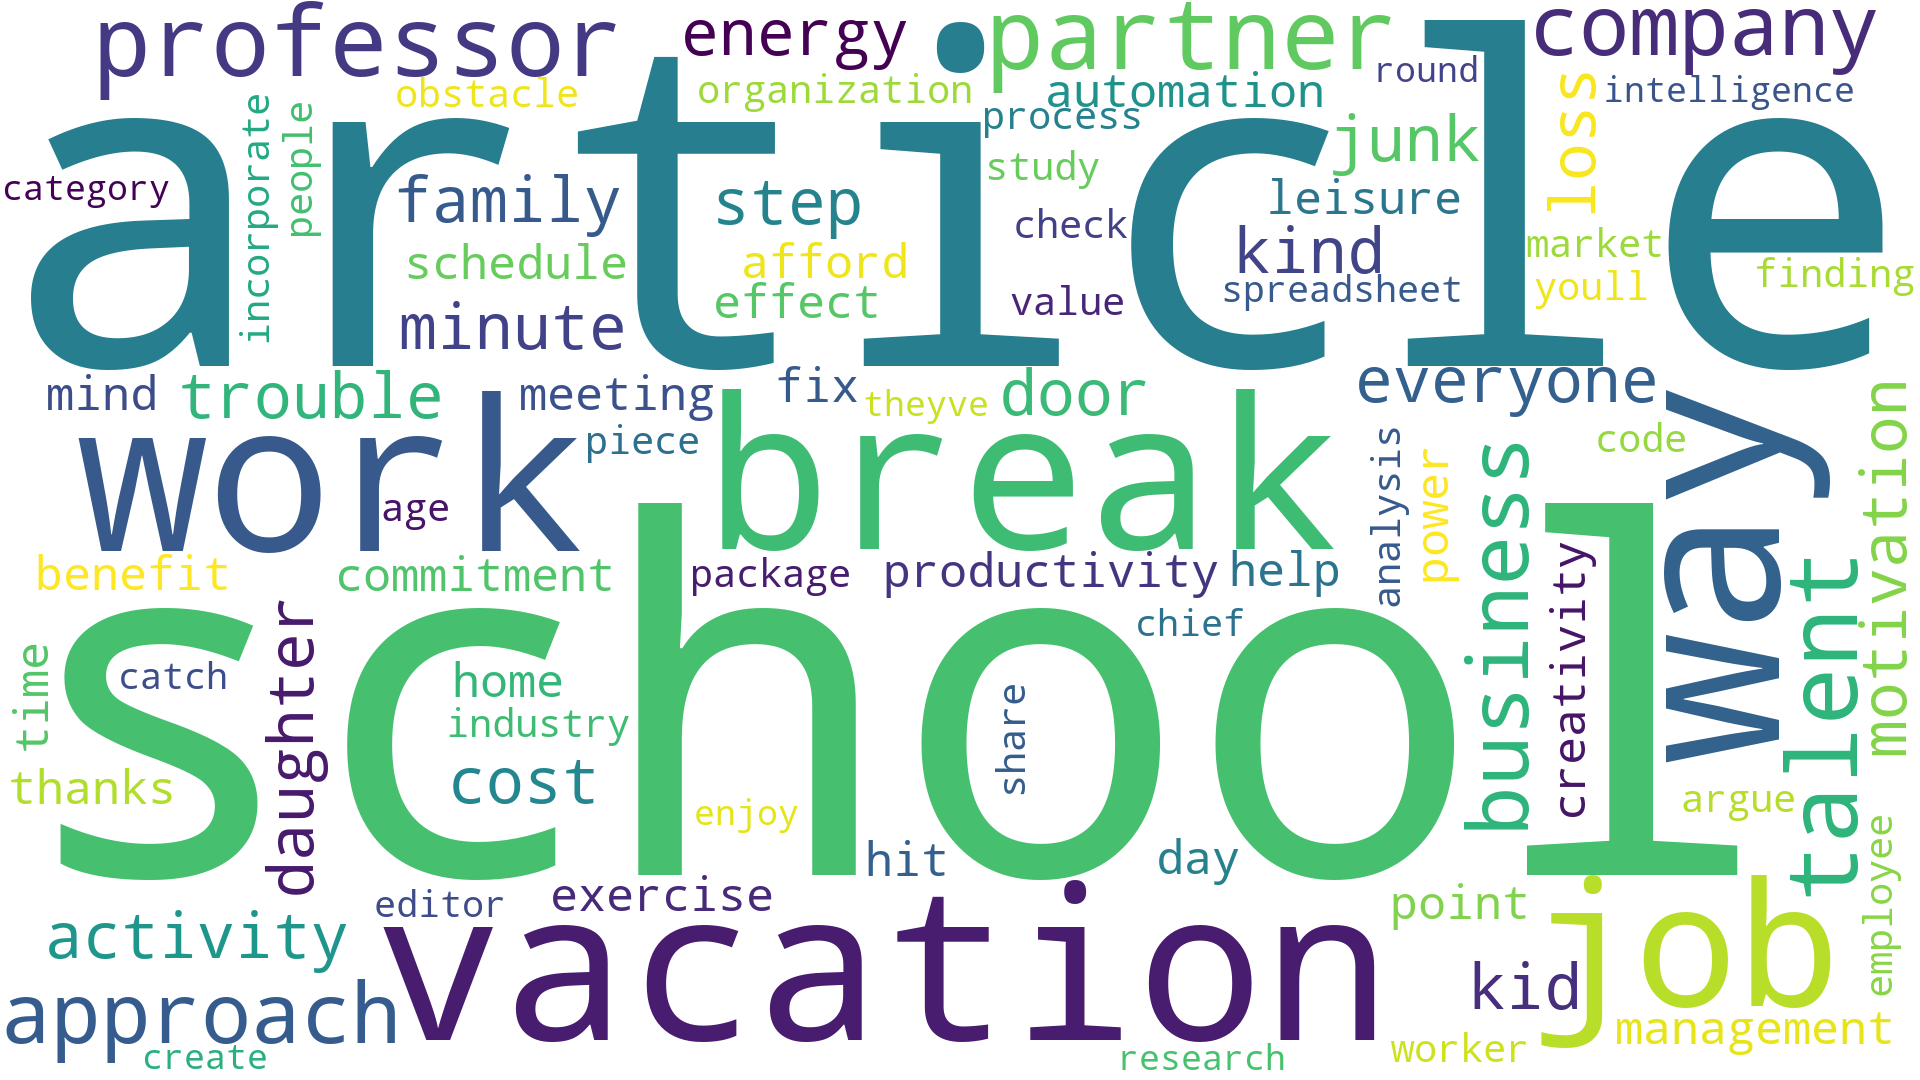 professor
energy
partner
company
obstacle
organization
automation
round
intelligence
process
article
junk
loss
incorporate
people
category
family
step
study
check
leisure
kind
market
finding
schedule
afford
effect
value
spreadsheet
youll
minute
mind
trouble
meeting
fix
theyve
door
everyone
way
motivation
work
piece
break
analysis
power
code
business
age
benefit
commitment
package
productivity
help
creativity
talent
school
chief
daughter
time
catch
home
industry
share
thanks
cost
enjoy
argue
hit
day
employee
activity
editor
exercise
vacation
point
job
approach
kid
management
create
research
worker